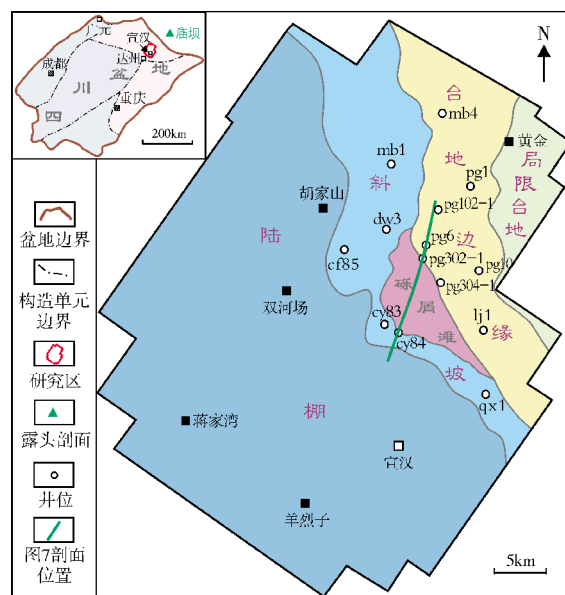 广元
庙坝
宣汉
达州
成都
四川盆地
重庆
200km
N
盆地边界
构造单元
边界
研究区
露头剖面
井位
图7剖面
位置
台地边缘
局限台地
斜坡
陆棚
砾屑滩
mb4
黄金
mb1
pg1
胡家山
pg102-1
dw3
pg6
cf85
pg302-1
pg10
pg304-1
双河场
cy83
lj1
cy84
qx1
蒋家湾
宣汉
羊烈子
5km